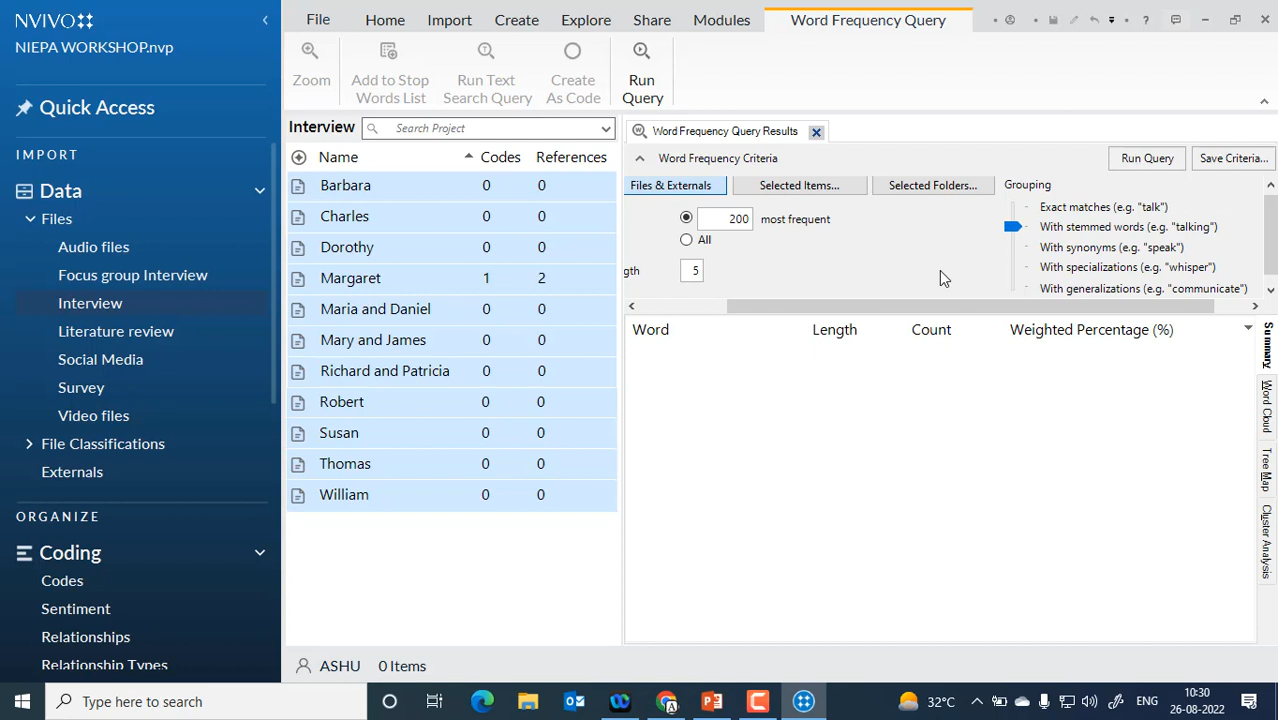 NVIVO
NIEPA WORKSHOP.nvp
Quick Access
IMPORT
Data
Files
Audio files
Focus group Interview
Interview
Literature review
Social Media
Survey
Video files
File Classifications
Externals
ORGANIZE
Coding
Codes
Sentiment
Relationships
Relationship Types
File Home Import Create Explore Share Modules Word Frequency Query
Zoom
Add to Stop Words List
Run Text Search Query
Create As Code
Run Query
Interview Search Project
Name Codes References
Barbara 0 0
Charles 0 0
Dorothy 0 0
Margaret 1 2
Maria and Daniel 0 0
Mary and James 0 0
Richard and Patricia 0 0
Robert 0 0
Susan 0 0
Thomas 0 0
William 0 0
Word Frequency Query Results
Word Frequency Criteria Run Query Save Criteria...
Files & Externals Selected Items... Selected Folders... Grouping
200 most frequent
All
gth 5
Exact matches (e.g. "talk")
With stemmed words (e.g. "talking")
With synonyms (e.g. "speak")
With specializations (e.g. "whisper")
With generalizations (e.g. "communicate")
Word Length Count Weighted Percentage (%)
Summary
Word Cloud
Tree Map
Cluster Analysis
ASHU 0 Items
Type here to search
32°C ENG 10:30
26-08-2022